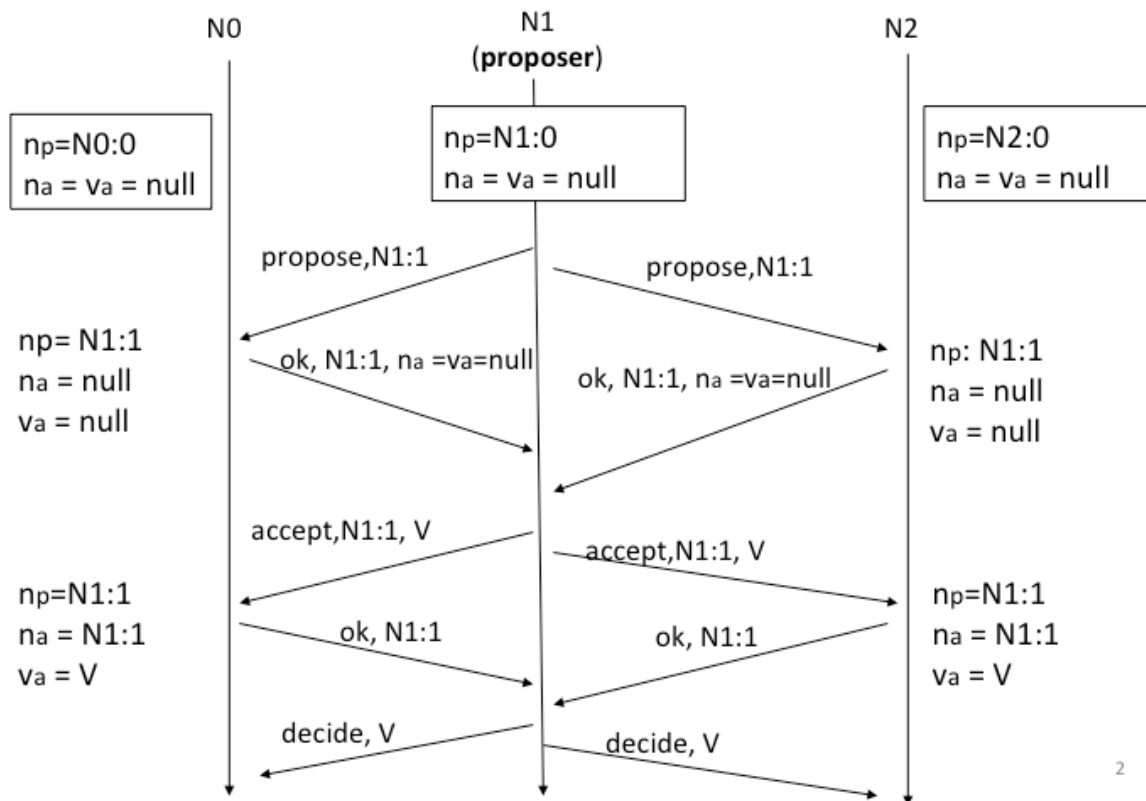 N0
N1
(proposer)
N2
np=N0:0
na = va = null
np=N1:0
na = va = null
np=N2:0
na = va = null
propose,N1:1
propose,N1:1
np= N1:1
na = null
va = null
ok, N1:1, na =va=null
ok, N1:1, na =va=null
np: N1:1
na = null
va = null
accept,N1:1, V
accept,N1:1, V
np=N1:1
na = N1:1
va = V
ok, N1:1
ok, N1:1
np=N1:1
na = N1:1
va = V
decide, V
decide, V
2